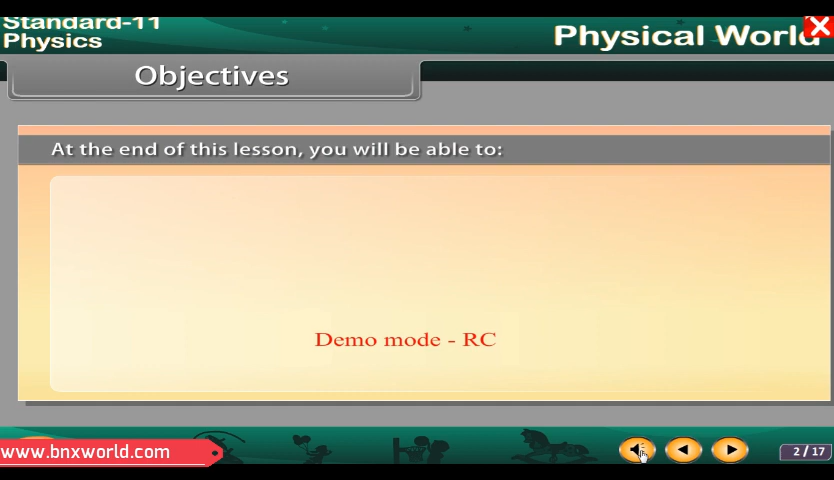 Standard-11
Physics
Physical World
Objectives
At the end of this lesson, you will be able to:
Demo mode - RC
www.bnxworld.com
2 / 17